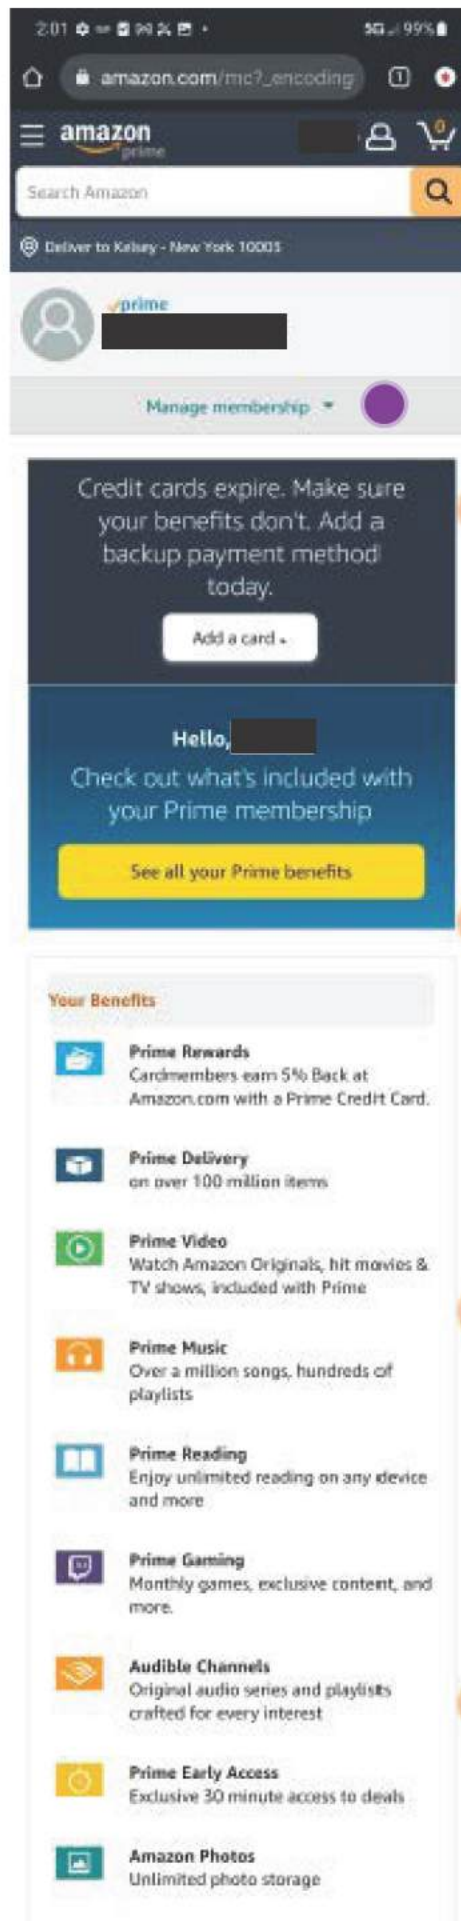 2:01
5G 99%
amazon.com/mc?_encoding
1
amazon
prime
0
Search Amazon
Deliver to Kelsey - New York 10003
prime
Manage membership
Credit cards expire. Make sure
your benefits don't. Add a
backup payment method
today.
Add a card
Hello,
Check out what's included with
your Prime membership
See all your Prime benefits
Your Benefits
Prime Rewards
Cardmembers earn 5% Back at
Amazon.com with a Prime Credit Card.
Prime Delivery
on over 100 million items
Prime Video
Watch Amazon Originals, hit movies &
TV shows, included with Prime
Prime Music
Over a million songs, hundreds of
playlists
Prime Reading
Enjoy unlimited reading on any device
and more
Prime Gaming
Monthly games, exclusive content, and
more.
Audible Channels
Original audio series and playlists
crafted for every interest
Prime Early Access
Exclusive 30 minute access to deals
Amazon Photos
Unlimited photo storage